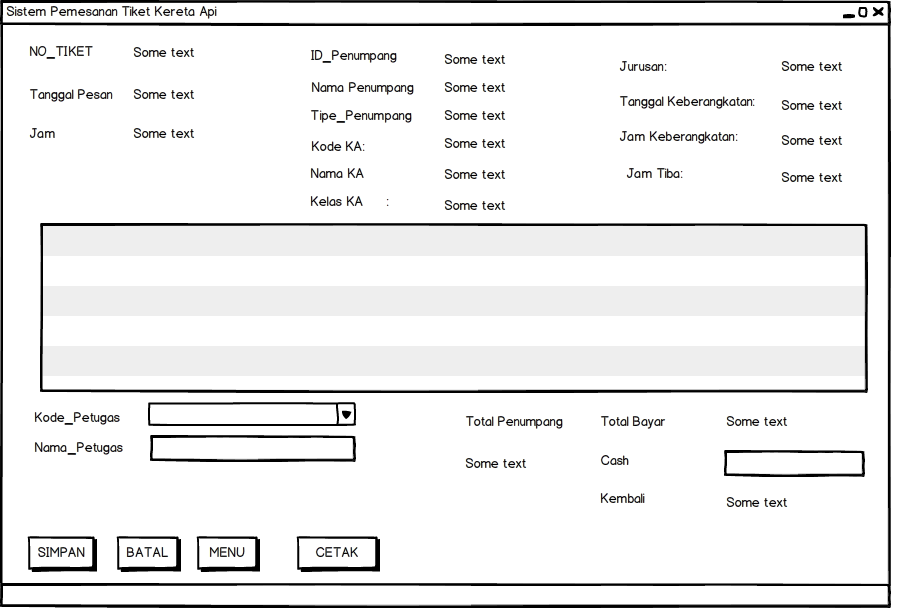 Sistem Pemesanan Tiket Kereta Api
NO_TIKET Some text
Tanggal Pesan Some text
Jam Some text
ID_Penumpang Some text
Nama Penumpang Some text
Tipe_Penumpang Some text
Kode KA: Some text
Nama KA Some text
Kelas KA : Some text
Jurusan: Some text
Tanggal Keberangkatan: Some text
Jam Keberangkatan: Some text
Jam Tiba: Some text
Kode_Petugas
Nama_Petugas
Total Penumpang
Some text
Total Bayar Some text
Cash
Kembali Some text
SIMPAN BATAL MENU CETAK